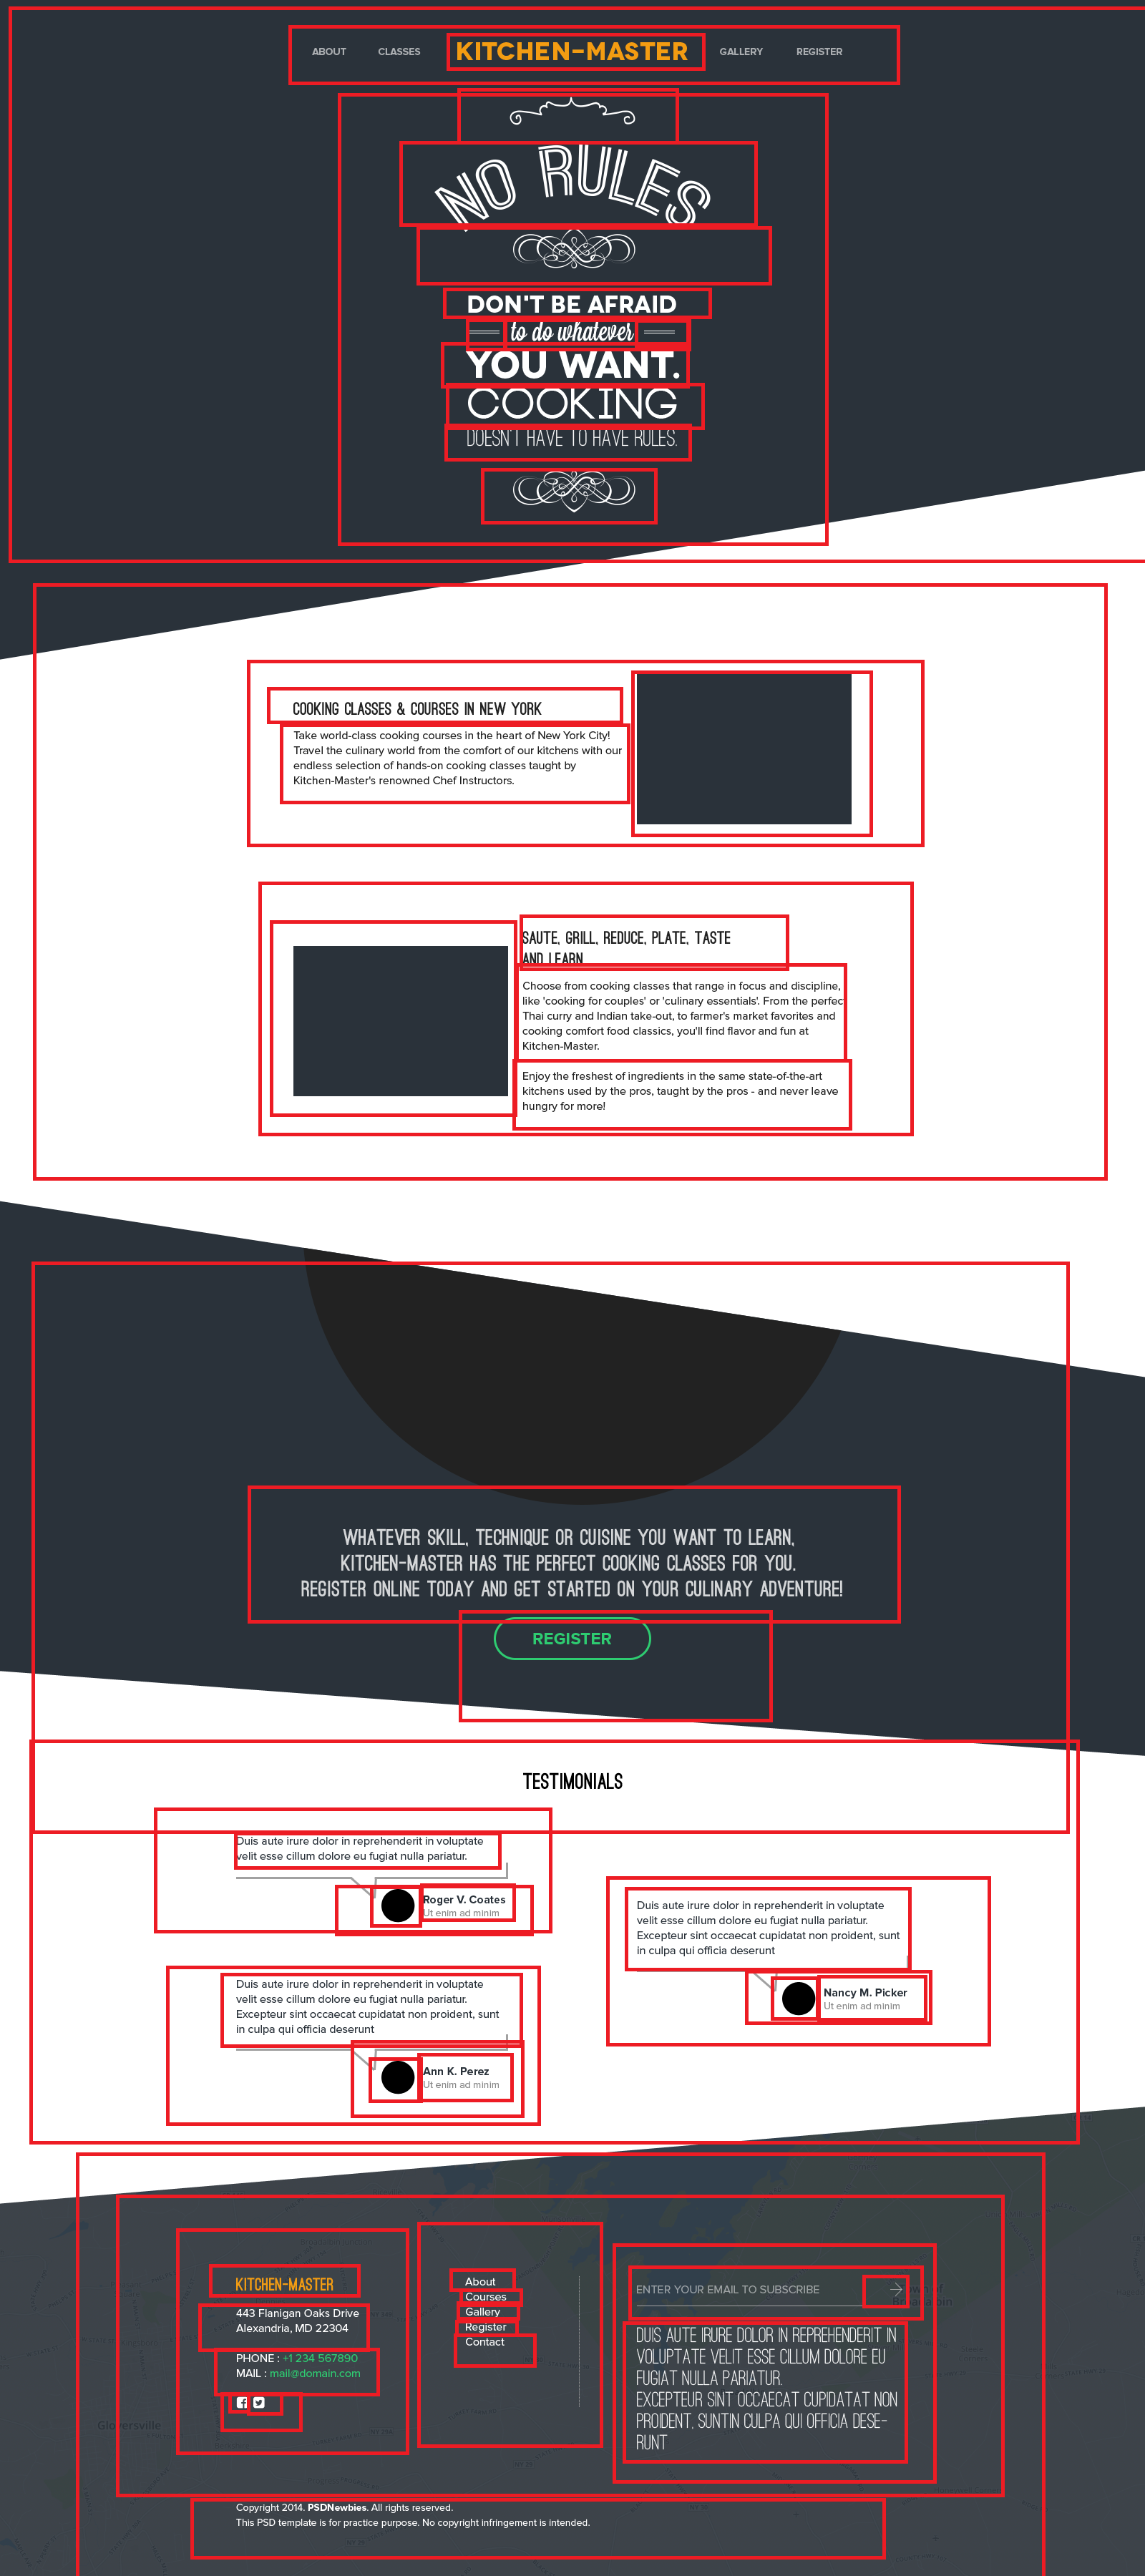 ABOUT CLASSES KITCHEN-MASTER GALLERY REGISTER
NO RULES
DON'T BE AFRAID
to do whatever
YOU WANT.
COOKING
DOESN'T HAVE TO HAVE RULES.
COOKING CLASSES & COURSES IN NEW YORK
Take world-class cooking courses in the heart of New York City!
Travel the culinary world from the comfort of our kitchens with our
endless selection of hands-on cooking classes taught by
Kitchen-Master's renowned Chef Instructors.
SAUTE, GRILL, REDUCE, PLATE, TASTE
AND LEARN
Choose from cooking classes that range in focus and discipline,
like 'cooking for couples' or 'culinary essentials'. From the perfect
Thai curry and Indian take-out, to farmer's market favorites and
cooking comfort food classics, you'll find flavor and fun at
Kitchen-Master.
Enjoy the freshest of ingredients in the same state-of-the-art
kitchens used by the pros, taught by the pros - and never leave
hungry for more!
WHATEVER SKILL, TECHNIQUE OR CUISINE YOU WANT TO LEARN,
KITCHEN-MASTER HAS THE PERFECT COOKING CLASSES FOR YOU.
REGISTER ONLINE TODAY AND GET STARTED ON YOUR CULINARY ADVENTURE!
REGISTER
TESTIMONIALS
Duis aute irure dolor in reprehenderit in voluptate
velit esse cillum dolore eu fugiat nulla pariatur.
Roger V. Coates
Ut enim ad minim
Duis aute irure dolor in reprehenderit in voluptate
velit esse cillum dolore eu fugiat nulla pariatur.
Excepteur sint occaecat cupidatat non proident, sunt
in culpa qui officia deserunt
Nancy M. Picker
Ut enim ad minim
Duis aute irure dolor in reprehenderit in voluptate
velit esse cillum dolore eu fugiat nulla pariatur.
Excepteur sint occaecat cupidatat non proident, sunt
in culpa qui officia deserunt
Ann K. Perez
Ut enim ad minim
KITCHEN-MASTER
443 Flanigan Oaks Drive
Alexandria, MD 22304
PHONE : +1 234 567890
MAIL : mail@domain.com
About
Courses
Gallery
Register
Contact
ENTER YOUR EMAIL TO SUBSCRIBE
DUIS AUTE IRURE DOLOR IN REPREHENDERIT IN
VOLUPTATE VELIT ESSE CILLUM DOLORE EU
FUGIAT NULLA PARIATUR.
EXCEPTEUR SINT OCCAECAT CUPIDATAT NON
PROIDENT, SUNTIN CULPA QUI OFFICIA DESE-
RUNT
Copyright 2014. PSDNewbies. All rights reserved.
This PSD template is for practice purpose. No copyright infringement is intended.